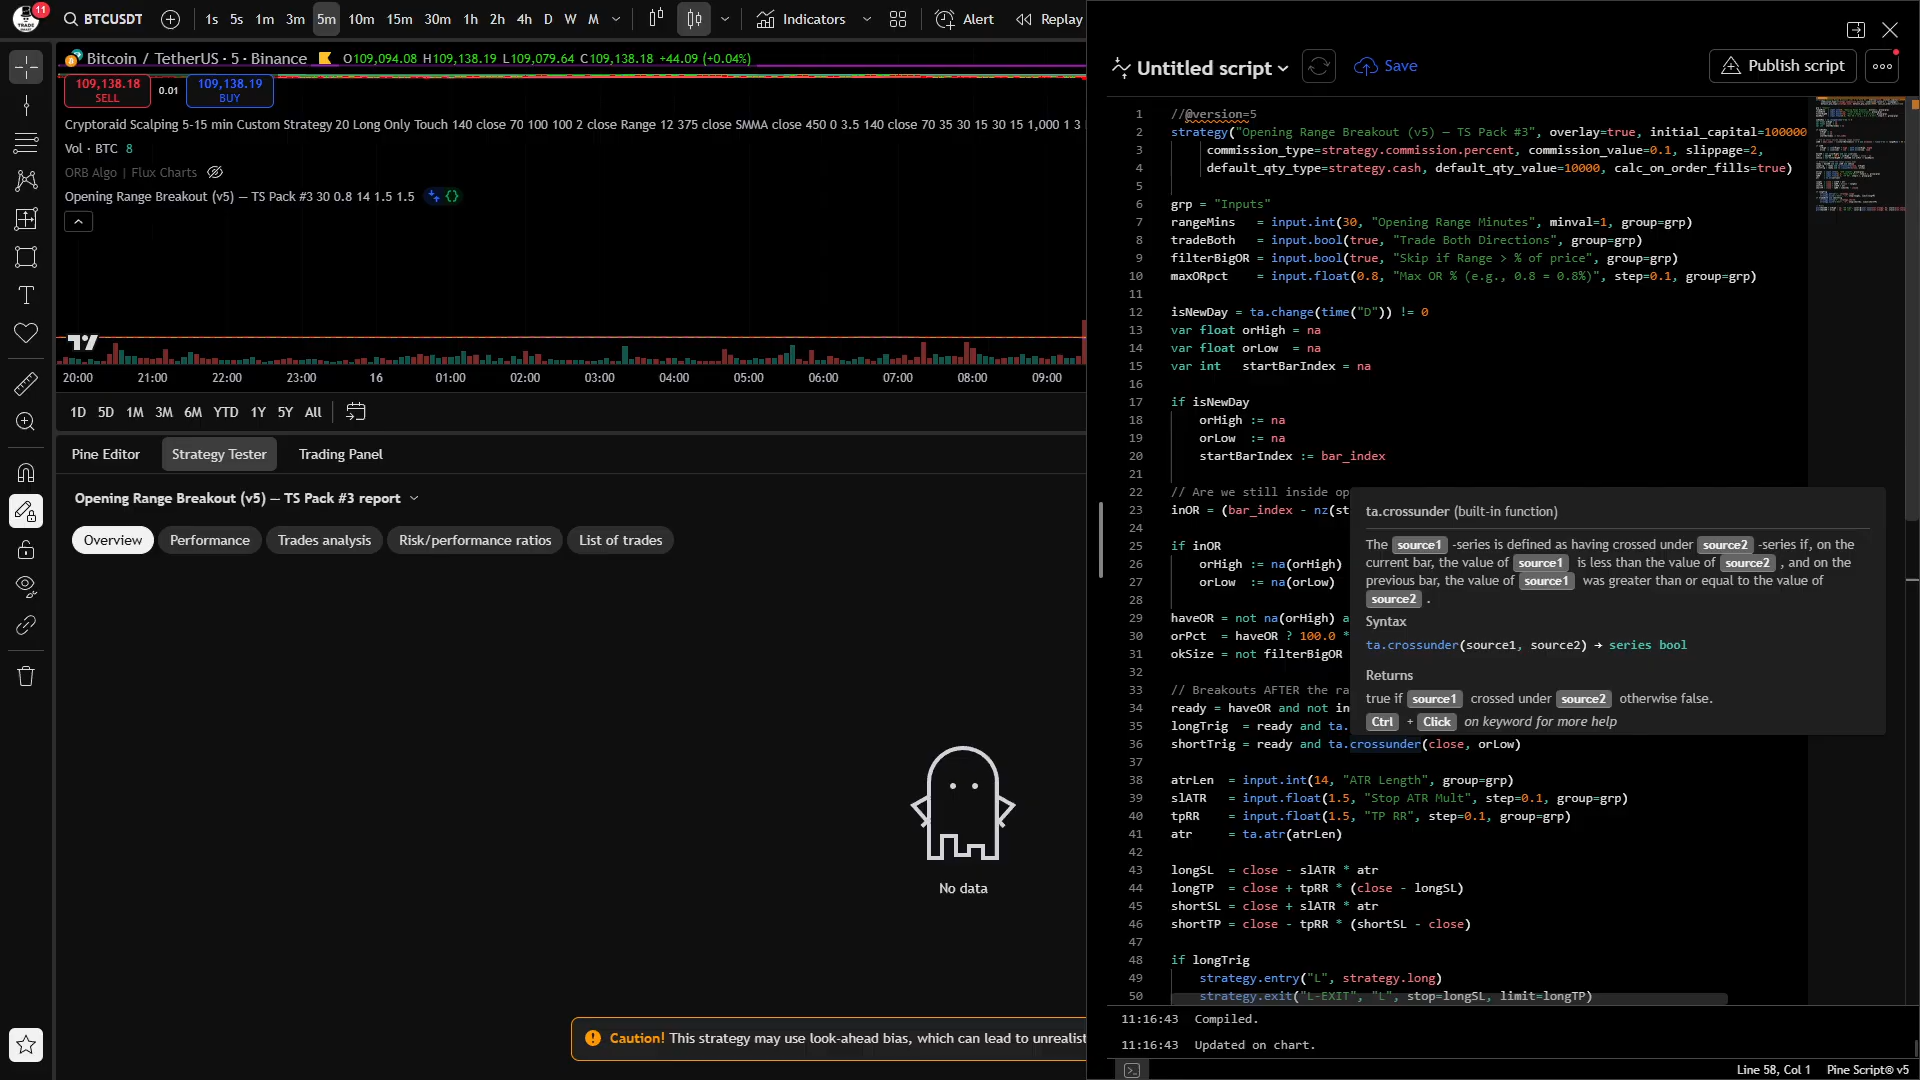 11
BTCUSDT
1s 5s 1m 3m 5m 10m 15m 30m 1h 2h 4h D W M
Indicators
Alert
Replay
Bitcoin / TetherUS · 5 · Binance
O109,094.08 H109,138.19 L109,079.64 C109,138.18 +44.09 (+0.04%)
109,138.18
SELL
0.01
109,138.19
BUY
Cryptoraid Scalping 5-15 min Custom Strategy 20 Long Only Touch 140 close 70 100 100 2 close Range 12 375 close SMMA close 450 0 3.5 140 close 70 35 30 15 30 15 1,000 1 3
Vol · BTC 8
ORB Algo | Flux Charts
Opening Range Breakout (v5) — TS Pack #3 30 0.8 14 1.5 1.5
20:00 21:00 22:00 23:00 16 01:00 02:00 03:00 04:00 05:00 06:00 07:00 08:00 09:00
1D 5D 1M 3M 6M YTD 1Y 5Y All
Pine Editor
Strategy Tester
Trading Panel
Opening Range Breakout (v5) — TS Pack #3 report
Overview
Performance
Trades analysis
Risk/performance ratios
List of trades
No data
Caution! This strategy may use look-ahead bias, which can lead to unrealist
Untitled script
Save
Publish script
1 //@version=5
2 strategy("Opening Range Breakout (v5) — TS Pack #3", overlay=true, initial_capital=100000
3 commission_type=strategy.commission.percent, commission_value=0.1, slippage=2,
4 default_qty_type=strategy.cash, default_qty_value=10000, calc_on_order_fills=true)
5
6 grp = "Inputs"
7 rangeMins = input.int(30, "Opening Range Minutes", minval=1, group=grp)
8 tradeBoth = input.bool(true, "Trade Both Directions", group=grp)
9 filterBigOR = input.bool(true, "Skip if Range > % of price", group=grp)
10 maxORpct = input.float(0.8, "Max OR % (e.g., 0.8 = 0.8%)", step=0.1, group=grp)
11
12 isNewDay = ta.change(time("D")) != 0
13 var float orHigh = na
14 var float orLow = na
15 var int startBarIndex = na
16
17 if isNewDay
18 orHigh := na
19 orLow := na
20 startBarIndex := bar_index
21
22 // Are we still inside op
23 inOR = (bar_index - nz(st
24
25 if inOR
26 orHigh := na(orHigh)
27 orLow := na(orLow)
28
29 haveOR = not na(orHigh) a
30 orPct = haveOR ? 100.0 *
31 okSize = not filterBigOR
32
33 // Breakouts AFTER the ra
34 ready = haveOR and not in
35 longTrig = ready and ta.
36 shortTrig = ready and ta.crossunder(close, orLow)
37
38 atrLen = input.int(14, "ATR Length", group=grp)
39 slATR = input.float(1.5, "Stop ATR Mult", step=0.1, group=grp)
40 tpRR = input.float(1.5, "TP RR", step=0.1, group=grp)
41 atr = ta.atr(atrLen)
42
43 longSL = close - slATR * atr
44 longTP = close + tpRR * (close - longSL)
45 shortSL = close + slATR * atr
46 shortTP = close - tpRR * (shortSL - close)
47
48 if longTrig
49 strategy.entry("L", strategy.long)
50 strategy.exit("L-EXIT", "L", stop=longSL, limit=longTP)
ta.crossunder (built-in function)
The source1 -series is defined as having crossed under source2 -series if, on the
current bar, the value of source1 is less than the value of source2 , and on the
previous bar, the value of source1 was greater than or equal to the value of
source2 .
Syntax
ta.crossunder(source1, source2) → series bool
Returns
true if source1 crossed under source2 otherwise false.
Ctrl + Click on keyword for more help
11:16:43 Compiled.
11:16:43 Updated on chart.
Line 58, Col 1 Pine Script® v5